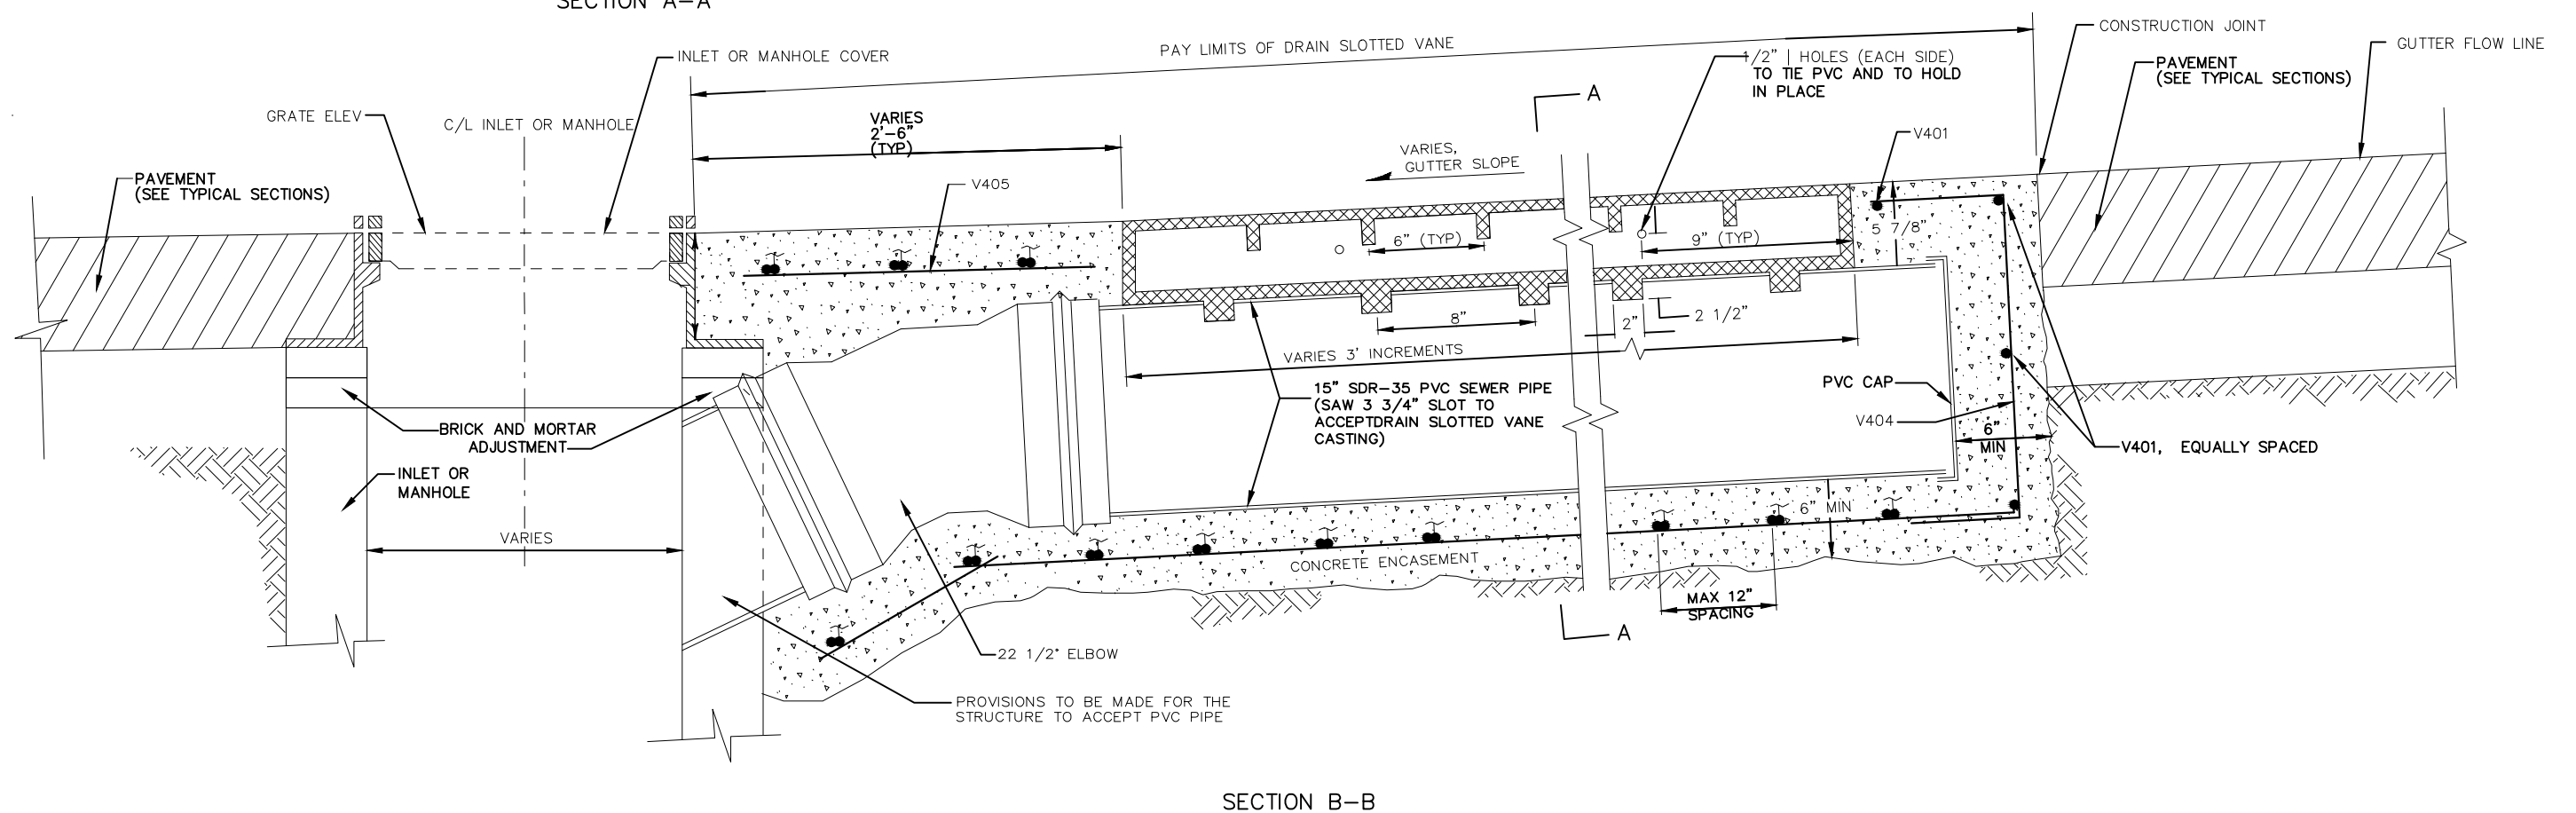 SECTION A-A
PAY LIMITS OF DRAIN SLOTTED VANE
CONSTRUCTION JOINT
GUTTER FLOW LINE
INLET OR MANHOLE COVER
1/2" | HOLES (EACH SIDE)
TO TIE PVC AND TO HOLD
IN PLACE
PAVEMENT
(SEE TYPICAL SECTIONS)
A
GRATE ELEV
C/L INLET OR MANHOLE
VARIES
2'-6"
(TYP)
V401
VARIES,
GUTTER SLOPE
PAVEMENT
(SEE TYPICAL SECTIONS)
V405
5 7/8"
6" (TYP)
9" (TYP)
8"
2"
2 1/2"
VARIES 3' INCREMENTS
15" SDR-35 PVC SEWER PIPE
(SAW 3 3/4" SLOT TO
ACCEPTDRAIN SLOTTED VANE
CASTING)
PVC CAP
V404
6"
MIN
V401, EQUALLY SPACED
BRICK AND MORTAR
ADJUSTMENT
INLET OR
MANHOLE
6" MIN
VARIES
CONCRETE ENCASEMENT
MAX 12"
SPACING
A
22 1/2° ELBOW
PROVISIONS TO BE MADE FOR THE
STRUCTURE TO ACCEPT PVC PIPE
SECTION B-B